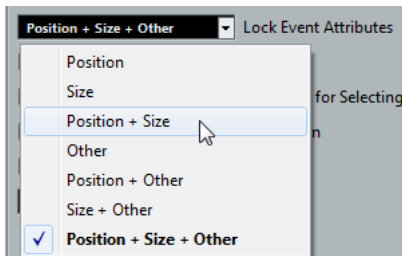 Position + Size + Other Lock Event Attributes
Position
Size
for Selecting
Position + Size
n
Other
Position + Other
Size + Other
Position + Size + Other